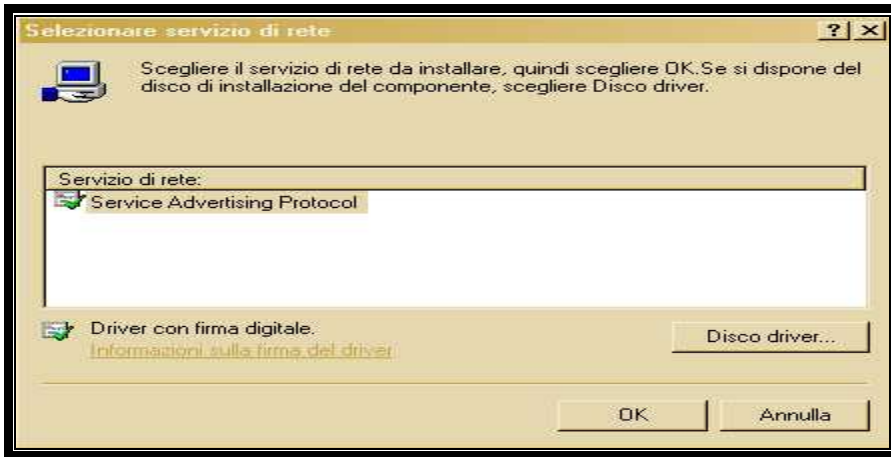 Selezionare servizio di rete
Scegliere il servizio di rete da installare, quindi scegliere OK.Se si dispone del
disco di installazione del componente, scegliere Disco driver.
Servizio di rete:
Service Advertising Protocol
Driver con firma digitale.
Informazioni sulla firma del driver
Disco driver...
OK
Annulla